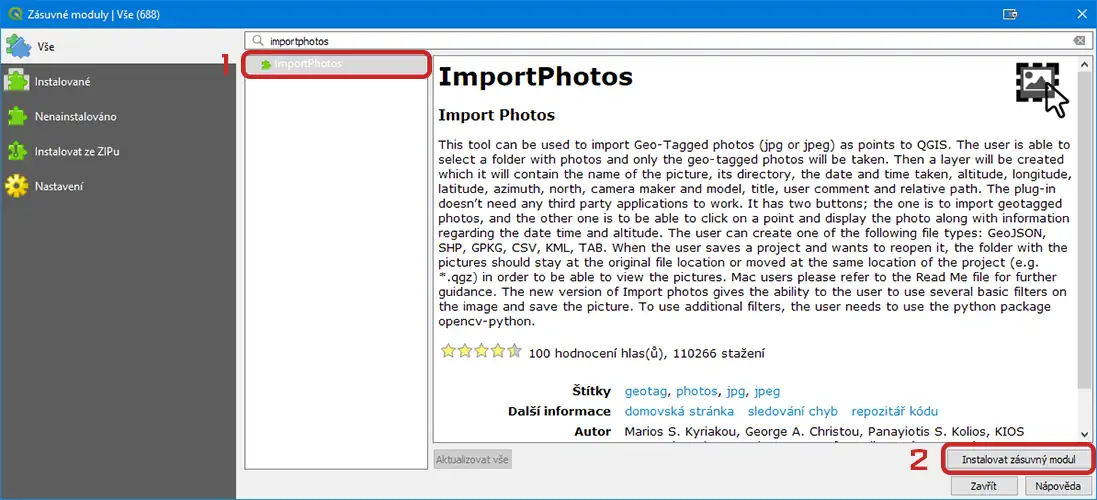 Zásuvné moduly | Vše (688)
Vše
Instalované
Nenainstalováno
Instalovat ze ZIPu
Nastavení
importphotos
1
ImportPhotos
ImportPhotos
Import Photos
This tool can be used to import Geo-Tagged photos (jpg or jpeg) as points to QGIS. The user is able to
select a folder with photos and only the geo-tagged photos will be taken. Then a layer will be created
which it will contain the name of the picture, its directory, the date and time taken, altitude, longitude,
latitude, azimuth, north, camera maker and model, title, user comment and relative path. The plug-in
doesn’t need any third party applications to work. It has two buttons; the one is to import geotagged
photos, and the other one is to be able to click on a point and display the photo along with information
regarding the date time and altitude. The user can create one of the following file types: GeoJSON,
SHP, GPKG, CSV, KML, TAB. When the user saves a project and wants to reopen it, the folder with the
pictures should stay at the original file location or moved at the same location of the project (e.g.
*.qgz) in order to be able to view the pictures. Mac users please refer to the Read Me file for further
guidance. The new version of Import photos gives the ability to the user to use several basic filters on
the image and save the picture. To use additional filters, the user needs to use the python package
opencv-python.
100 hodnocení hlas(ů), 110266 stažení
Štítky geotag, photos, jpg, jpeg
Další informace domovská stránka sledování chyb repozitář kódu
Autor Marios S. Kyriakou, George A. Christou, Panayiotis S. Kolios, KIOS
Aktualizovat vše
2
Instalovat zásuvný modul
Zavřít
Nápověda